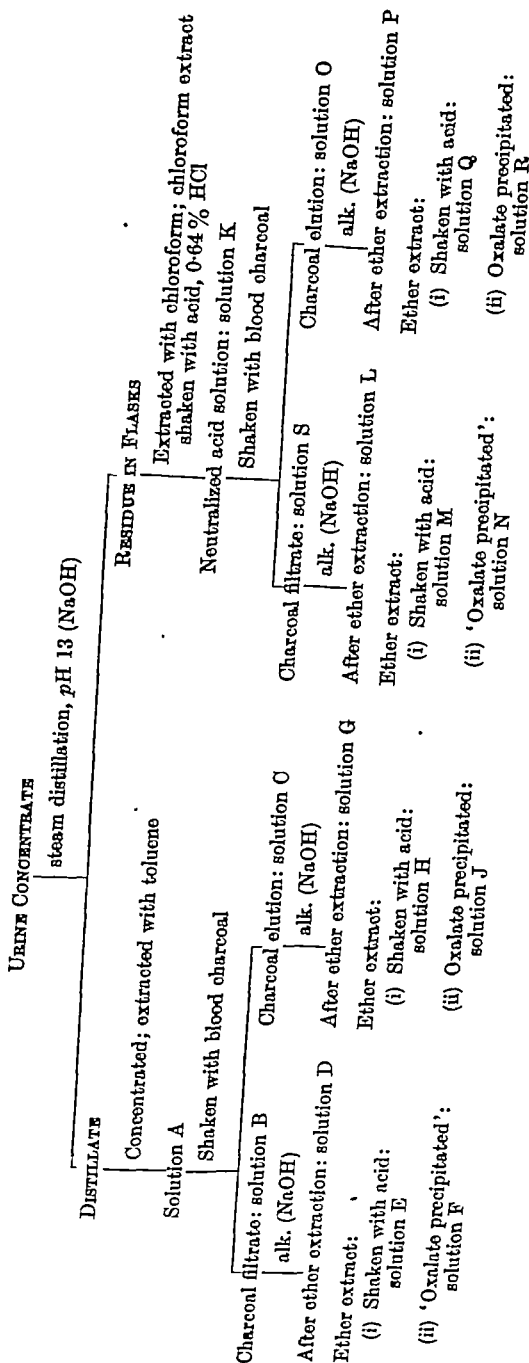 URINE CONCENTRATE
steam distillation, pH 13 (NaOH)
DISTILLATE
Concentrated; extracted with toluene
Solution A
Shaken with blood charcoal
Charcoal filtrate: solution B
alk. (NaOH)
After ether extraction: solution D
Ether extract:
(i) Shaken with acid:
solution E
(ii) 'Oxalate precipitated':
solution F
Charcoal elution: solution C
alk. (NaOH)
After ether extraction: solution G
Ether extract:
(i) Shaken with acid:
solution H
(ii) Oxalate precipitated:
solution J
RESIDUE IN FLASKS
Extracted with chloroform; chloroform extract
shaken with acid, 0·64 % HCl
Neutralized acid solution: solution K
Shaken with blood charcoal
Charcoal filtrate: solution S
alk. (NaOH)
After ether extraction: solution L
Ether extract:
(i) Shaken with acid:
solution M
(ii) 'Oxalate precipitated':
solution N
Charcoal elution: solution O
alk. (NaOH)
After ether extraction: solution P
Ether extract:
(i) Shaken with acid:
solution Q
(ii) Oxalate precipitated:
solution R